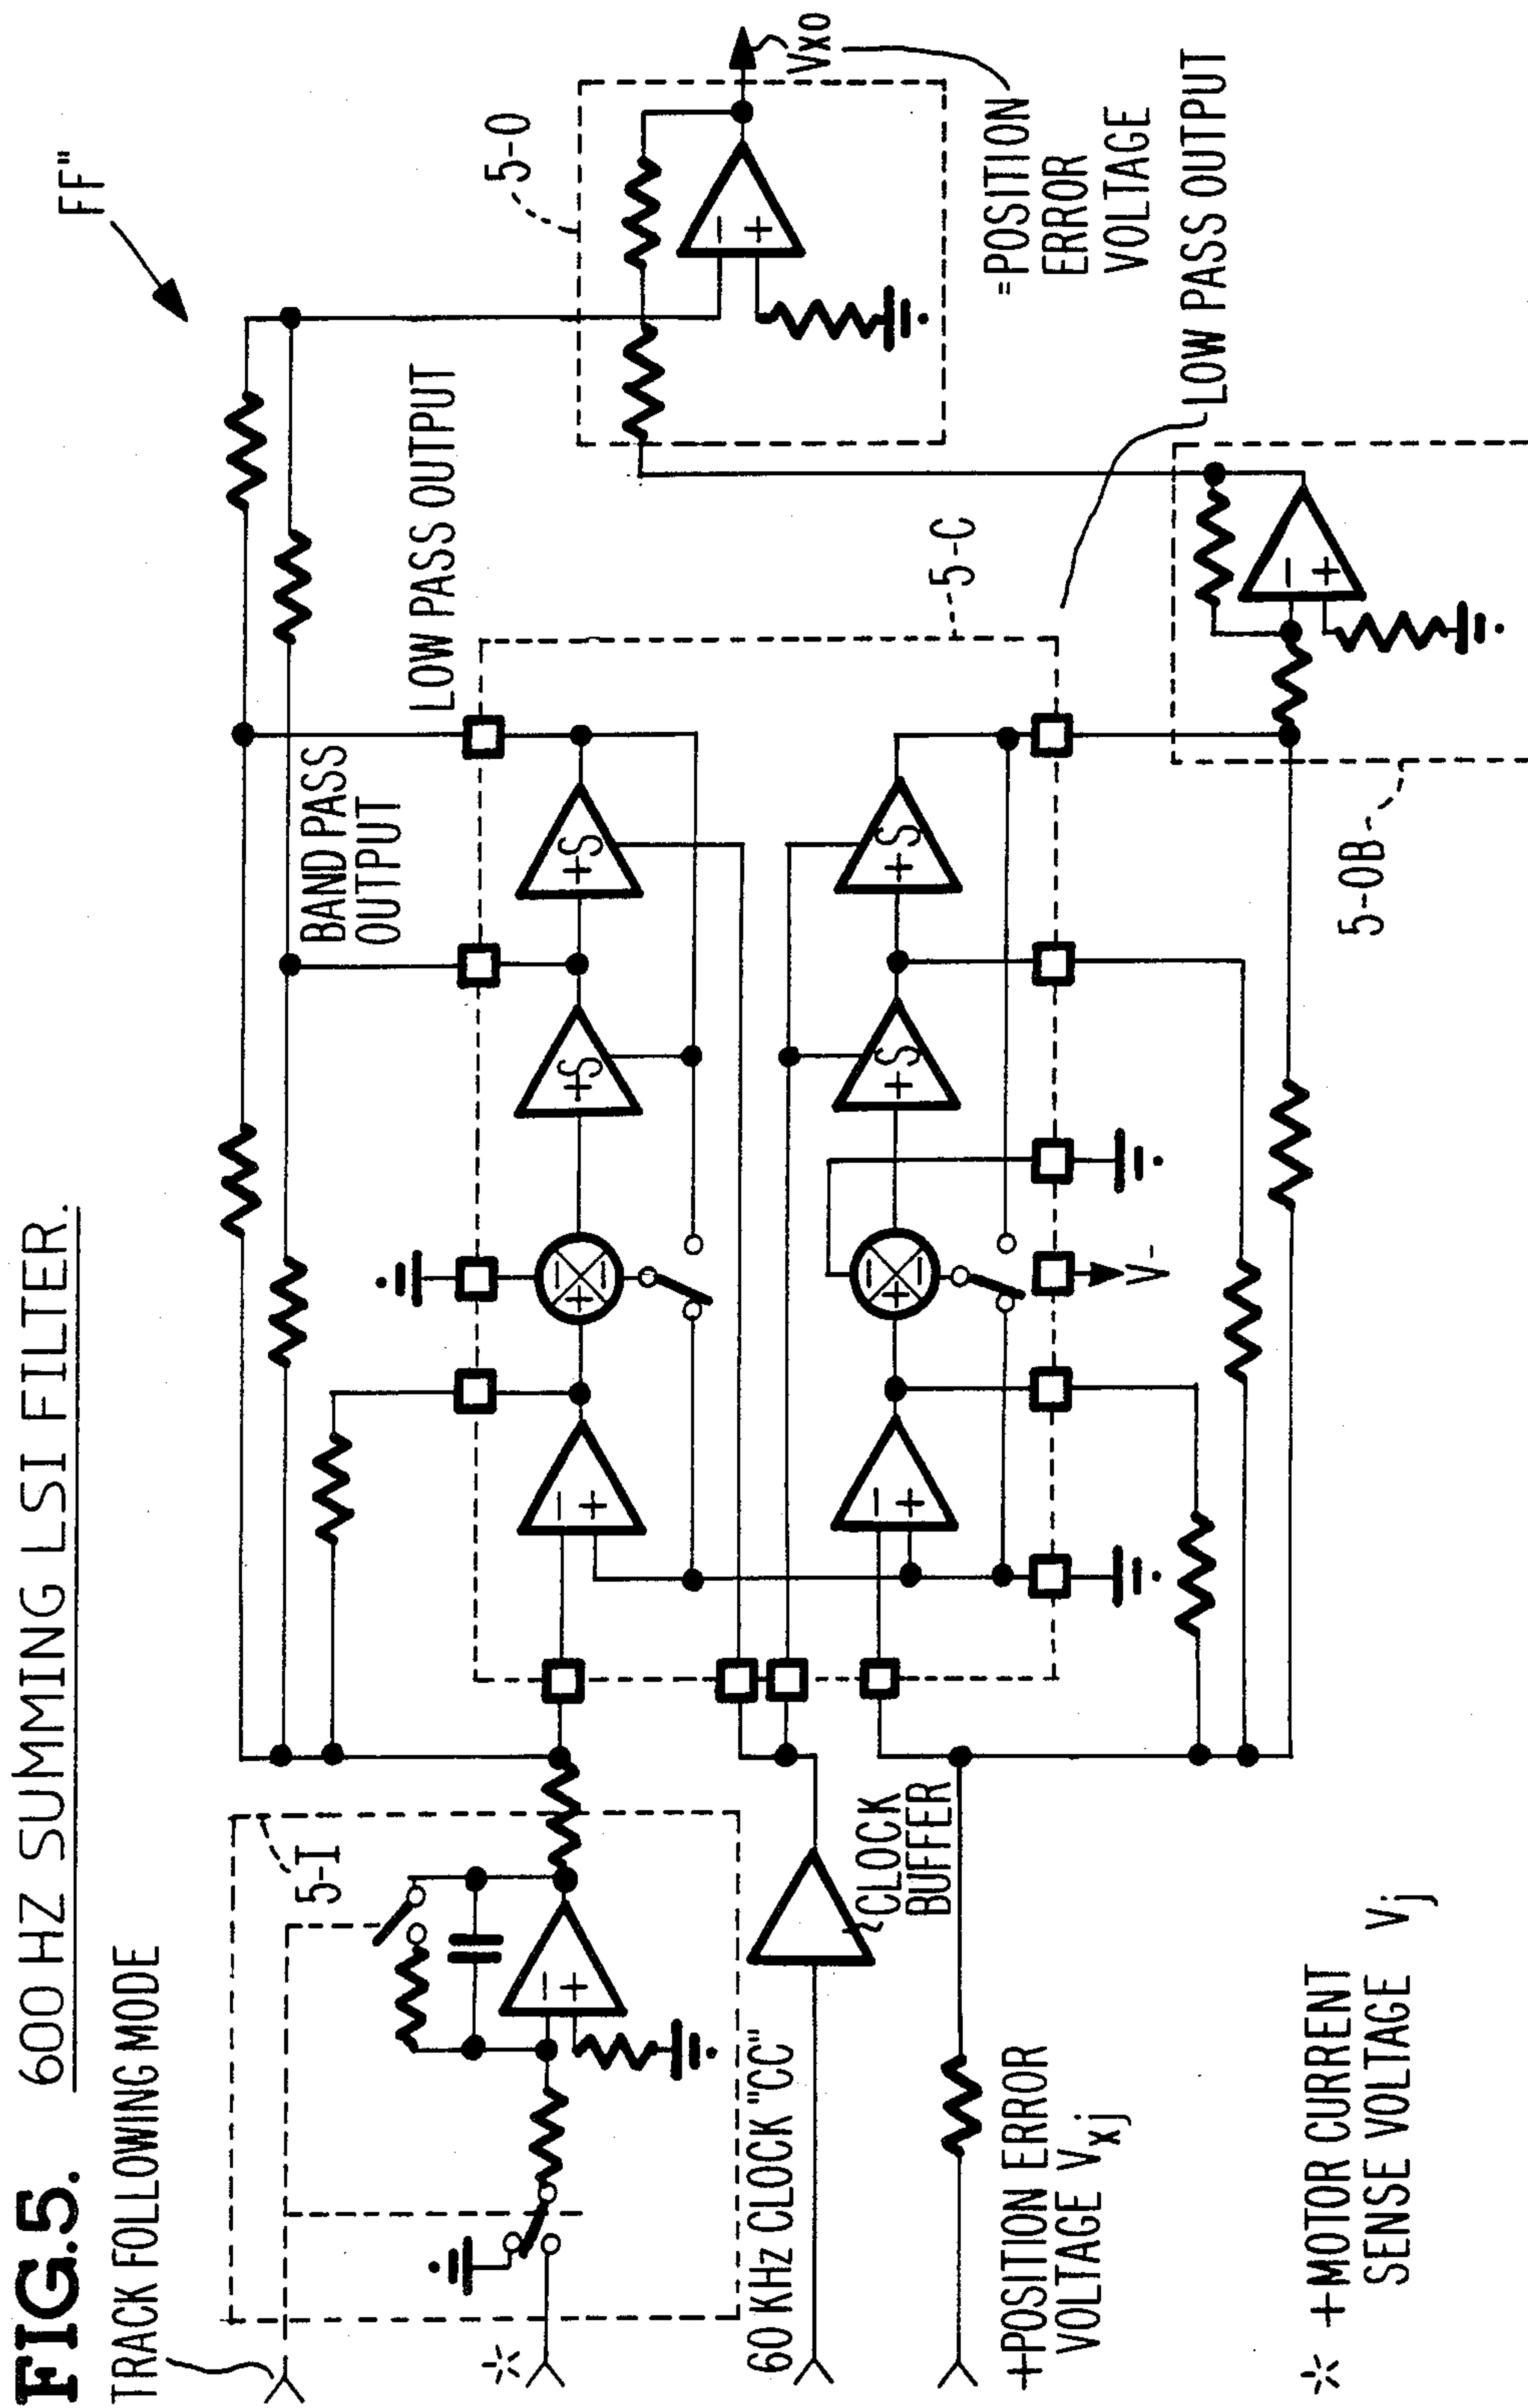 FIG.5. 600 HZ SUMMING LSI FILTER.
FF"
TRACK FOLLOWING MODE
5-I
*
60 KHz CLOCK "CC"
CLOCK
BUFFER
+POSITION ERROR
VOLTAGE Vxj
* +MOTOR CURRENT
SENSE VOLTAGE Vj
BAND PASS
OUTPUT
LOW PASS OUTPUT
5-C
5-O
Vxo
=POSITION
ERROR
VOLTAGE
LOW PASS OUTPUT
5-OB
V-
- +
- +
+ - -
+S
+S
- +
+ - -
+S
+S
- +
- +